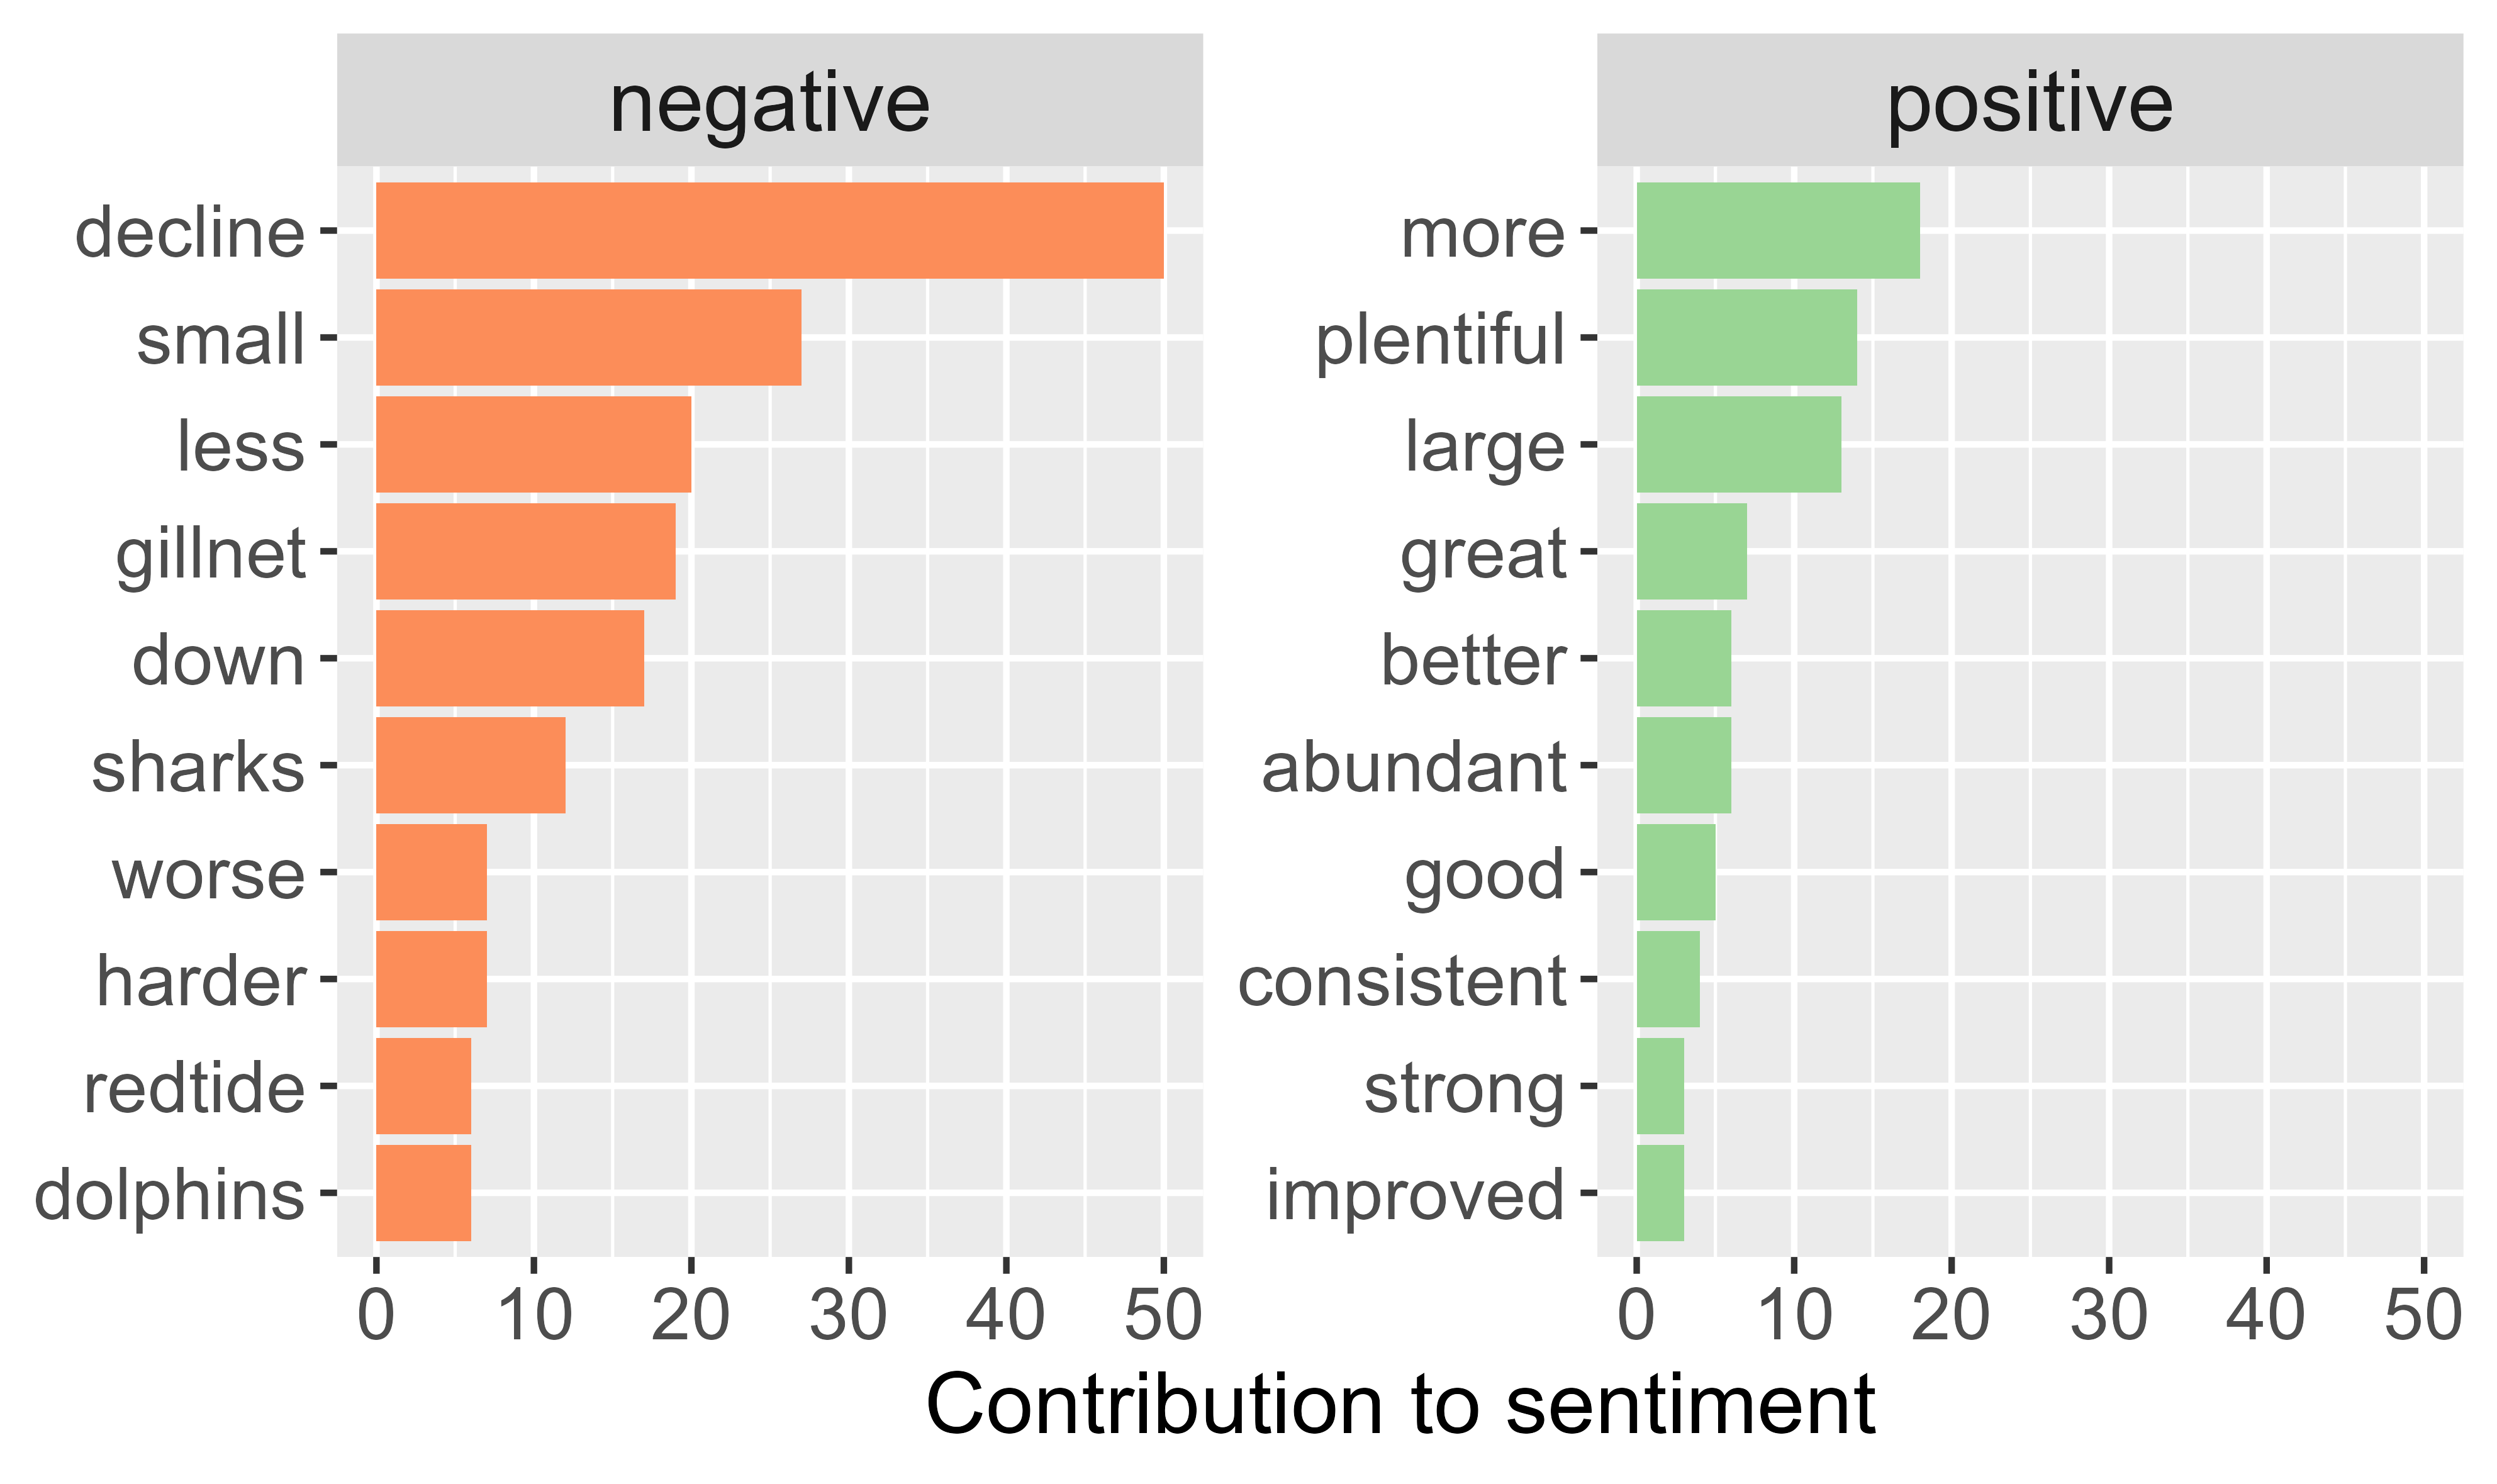 negative
decline
small
less
gillnet
down
sharks
worse
harder
redtide
dolphins
0 10 20 30 40 50
positive
more
plentiful
large
great
better
abundant
good
consistent
strong
improved
0 10 20 30 40 50
Contribution to sentiment